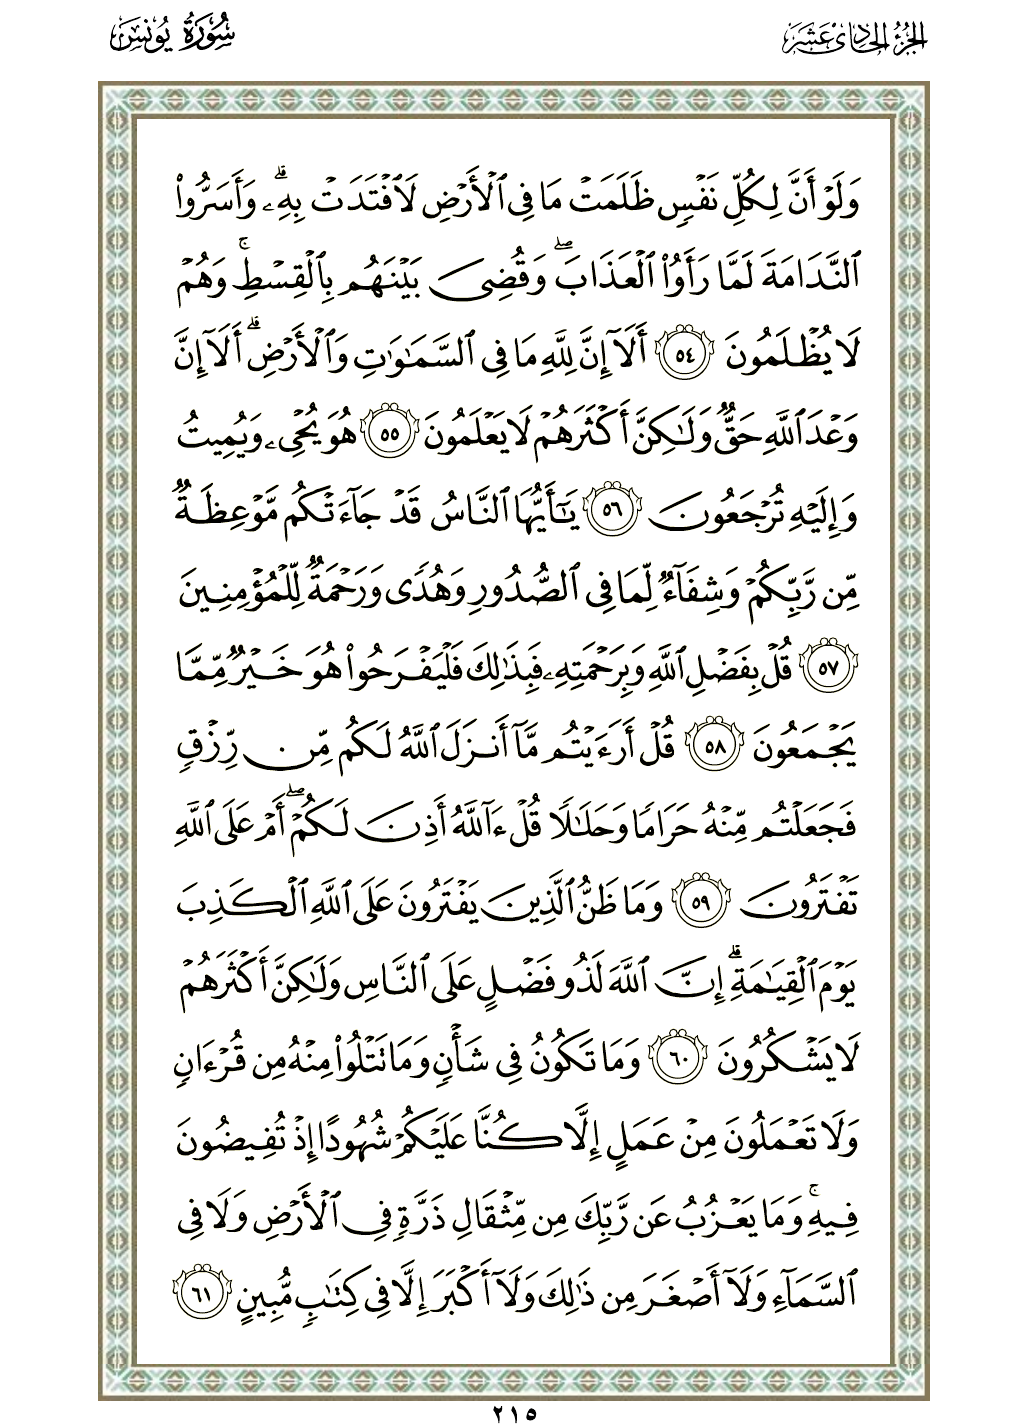 الجزء الحادي عشر
سورة يونس
وَلَوْ أَنَّ لِكُلِّ نَفْسٍ ظَلَمَتْ مَا فِى ٱلْأَرْضِ لَٱفْتَدَتْ بِهِۦ ۗ وَأَسَرُّوا۟
ٱلنَّدَامَةَ لَمَّا رَأَوُا۟ ٱلْعَذَابَ ۖ وَقُضِىَ بَيْنَهُم بِٱلْقِسْطِ ۚ وَهُمْ
لَا يُظْلَمُونَ ٥٤ أَلَآ إِنَّ لِلَّهِ مَا فِى ٱلسَّمَـٰوَٰتِ وَٱلْأَرْضِ ۗ أَلَآ إِنَّ
وَعْدَ ٱللَّهِ حَقٌّ وَلَـٰكِنَّ أَكْثَرَهُمْ لَا يَعْلَمُونَ ٥٥ هُوَ يُحْىِۦ وَيُمِيتُ
وَإِلَيْهِ تُرْجَعُونَ ٥٦ يَـٰٓأَيُّهَا ٱلنَّاسُ قَدْ جَآءَتْكُم مَّوْعِظَةٌ
مِّن رَّبِّكُمْ وَشِفَآءٌ لِّمَا فِى ٱلصُّدُورِ وَهُدًى وَرَحْمَةٌ لِّلْمُؤْمِنِينَ
٥٧ قُلْ بِفَضْلِ ٱللَّهِ وَبِرَحْمَتِهِۦ فَبِذَٰلِكَ فَلْيَفْرَحُوا۟ هُوَ خَيْرٌ مِّمَّا
يَجْمَعُونَ ٥٨ قُلْ أَرَءَيْتُم مَّآ أَنزَلَ ٱللَّهُ لَكُم مِّن رِّزْقٍ
فَجَعَلْتُم مِّنْهُ حَرَامًا وَحَلَـٰلًا قُلْ ءَآللَّهُ أَذِنَ لَكُمْ ۖ أَمْ عَلَى ٱللَّهِ
تَفْتَرُونَ ٥٩ وَمَا ظَنُّ ٱلَّذِينَ يَفْتَرُونَ عَلَى ٱللَّهِ ٱلْكَذِبَ
يَوْمَ ٱلْقِيَـٰمَةِ ۗ إِنَّ ٱللَّهَ لَذُو فَضْلٍ عَلَى ٱلنَّاسِ وَلَـٰكِنَّ أَكْثَرَهُمْ
لَا يَشْكُرُونَ ٦٠ وَمَا تَكُونُ فِى شَأْنٍ وَمَا تَتْلُوا۟ مِنْهُ مِن قُرْءَانٍ
وَلَا تَعْمَلُونَ مِنْ عَمَلٍ إِلَّا كُنَّا عَلَيْكُمْ شُهُودًا إِذْ تُفِيضُونَ
فِيهِ ۚ وَمَا يَعْزُبُ عَن رَّبِّكَ مِن مِّثْقَالِ ذَرَّةٍ فِى ٱلْأَرْضِ وَلَا فِى
ٱلسَّمَآءِ وَلَآ أَصْغَرَ مِن ذَٰلِكَ وَلَآ أَكْبَرَ إِلَّا فِى كِتَـٰبٍ مُّبِينٍ ٦١
٢١٥